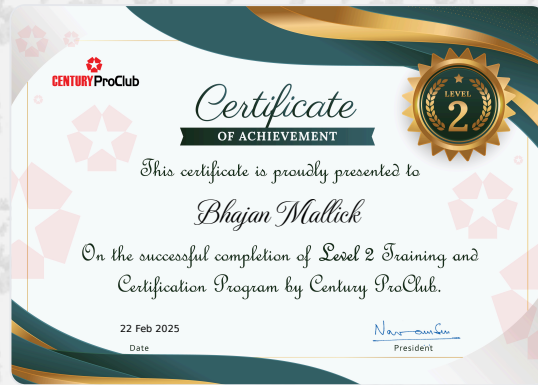 CENTURY ProClub
Certificate
OF ACHIEVEMENT
LEVEL
2
This certificate is proudly presented to
Bhajan Mallick
On the successful completion of Level 2 Training and
Certification Program by Century ProClub.
22 Feb 2025
Date
President